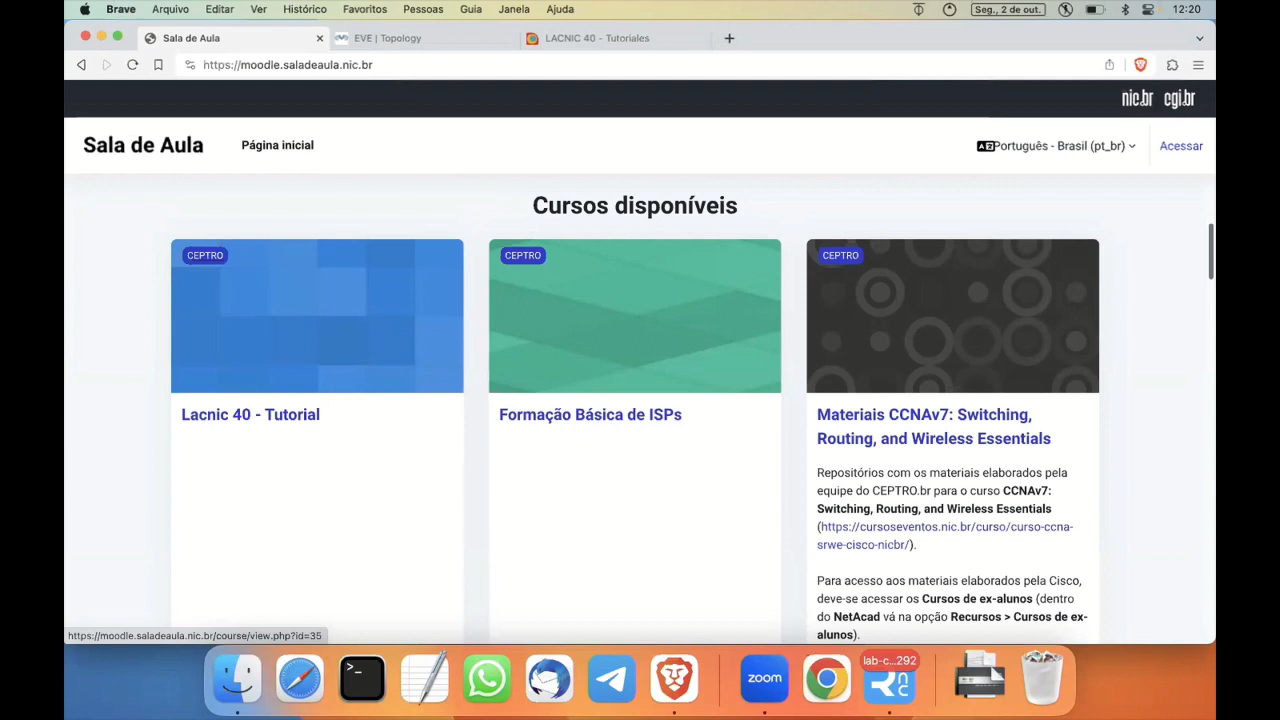 Brave Arquivo Editar Ver Histórico Favoritos Pessoas Guia Janela Ajuda Seg., 2 de out. 12:20
Sala de Aula EVE | Topology LACNIC 40 - Tutoriales
https://moodle.saladeaula.nic.br
nic.br cgi.br
Sala de Aula Página inicial Português - Brasil (pt_br) Acessar
Cursos disponíveis
CEPTRO CEPTRO CEPTRO
Lacnic 40 - Tutorial
Formação Básica de ISPs
Materiais CCNAv7: Switching,
Routing, and Wireless Essentials
Repositórios com os materiais elaborados pela
equipe do CEPTRO.br para o curso CCNAv7:
Switching, Routing, and Wireless Essentials
(https://cursoseventos.nic.br/curso/curso-ccna-
srwe-cisco-nicbr/).
Para acesso aos materiais elaborados pela Cisco,
deve-se acessar os Cursos de ex-alunos (dentro
do NetAcad vá na opção Recursos > Cursos de ex-
alunos).
https://moodle.saladeaula.nic.br/course/view.php?id=35
zoom
lab-c...292